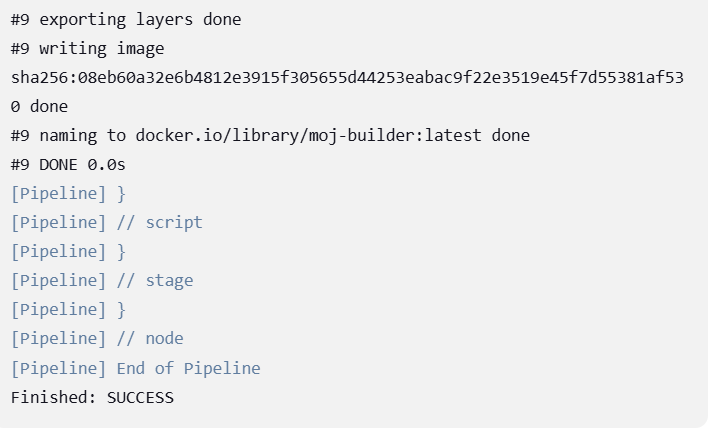 #9 exporting layers done
#9 writing image
sha256:08eb60a32e6b4812e3915f305655d44253eabac9f22e3519e45f7d55381af53
0 done
#9 naming to docker.io/library/moj-builder:latest done
#9 DONE 0.0s
[Pipeline] }
[Pipeline] // script
[Pipeline] }
[Pipeline] // stage
[Pipeline] }
[Pipeline] // node
[Pipeline] End of Pipeline
Finished: SUCCESS